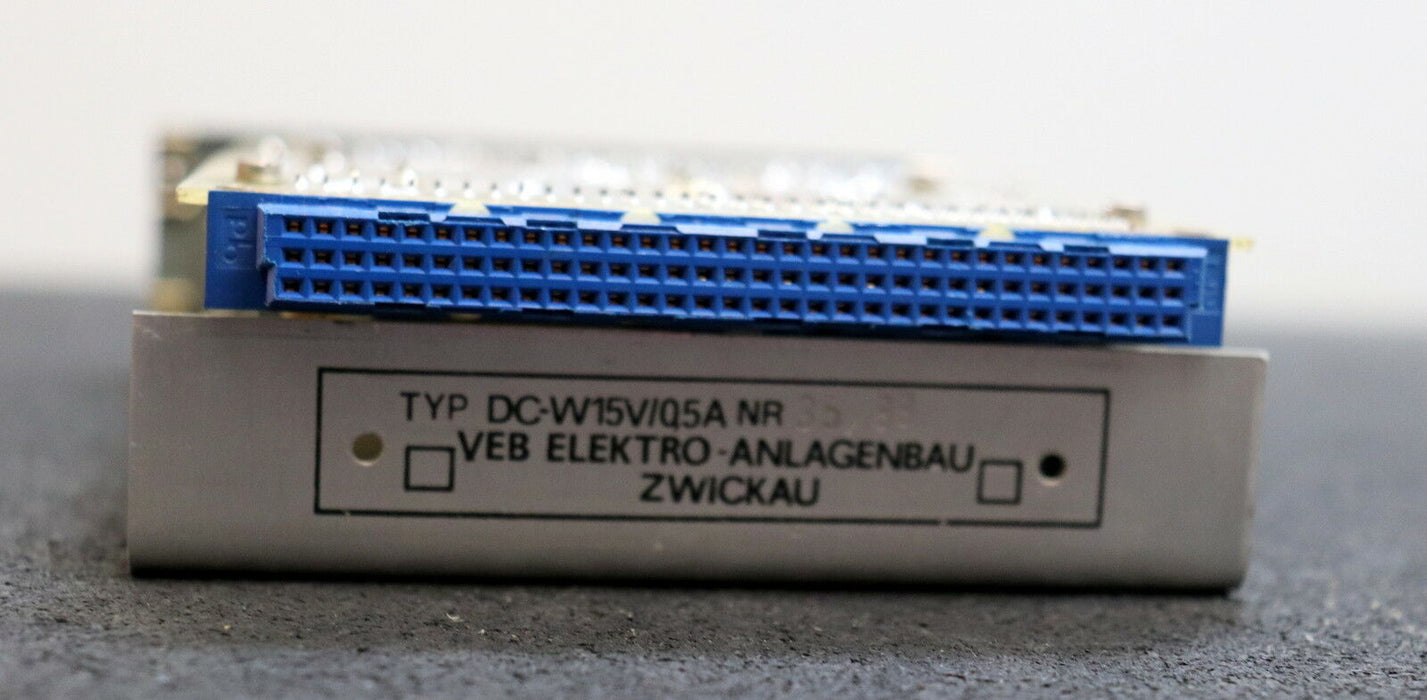 TYP DC-W15V/0,5A NR
VEB ELEKTRO-ANLAGENBAU
ZWICKAU